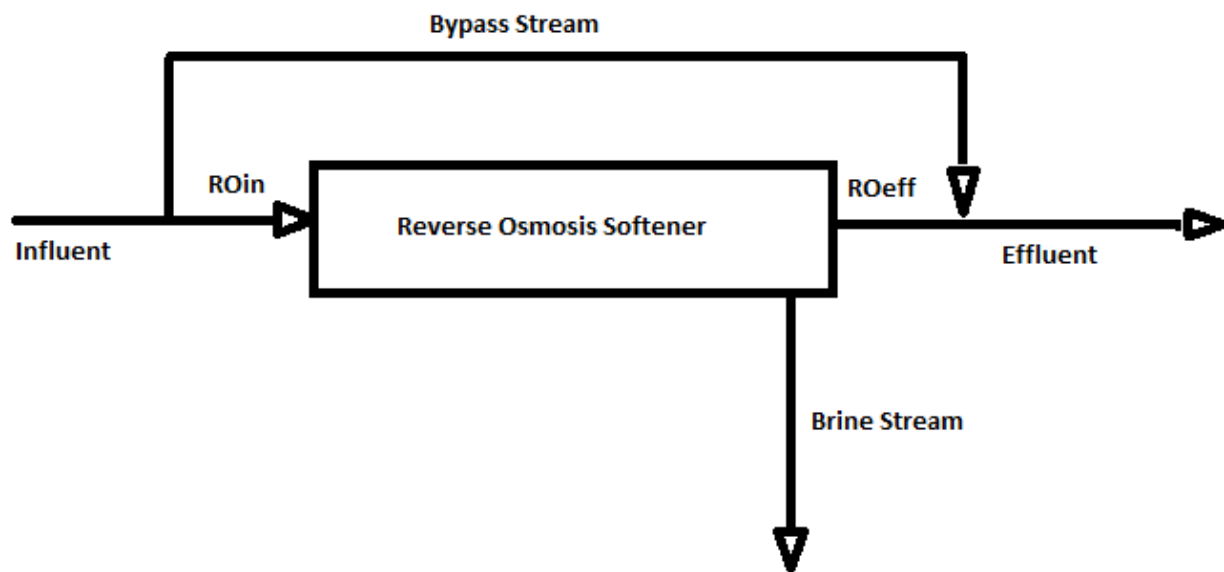 Bypass Stream
ROin
ROeff
Reverse Osmosis Softener
Influent
Effluent
Brine Stream